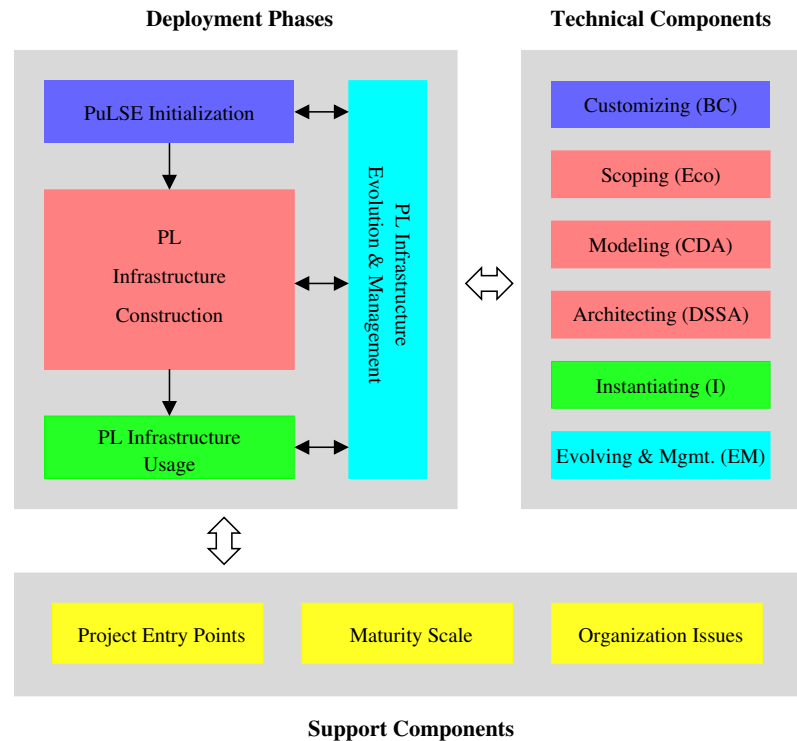 Deployment Phases
Technical Components
PuLSE Initialization
PL
Infrastructure
Construction
PL Infrastructure
Usage
PL Infrastructure
Evolution & Management
Customizing (BC)
Scoping (Eco)
Modeling (CDA)
Architecting (DSSA)
Instantiating (I)
Evolving & Mgmt. (EM)
Project Entry Points
Maturity Scale
Organization Issues
Support Components